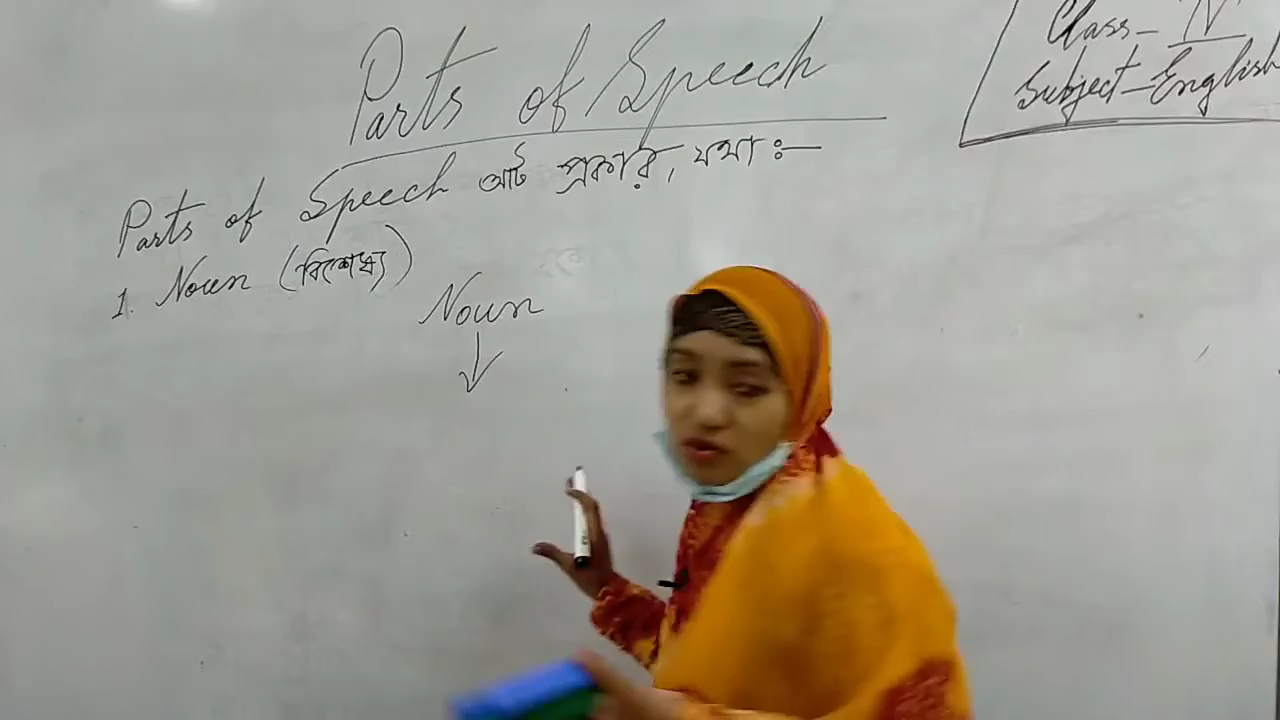 Parts of Speech
Class - IV
Subject - English
Parts of Speech আট প্রকার, যথা ঃ-
1. Noun (বিশেষ্য)
Noun